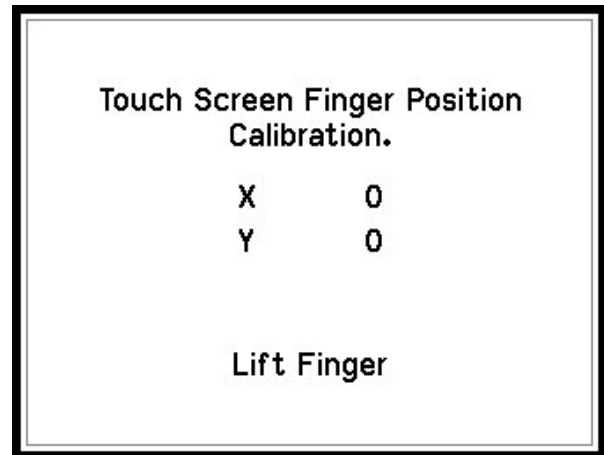 Touch Screen Finger Position
Calibration.
X 0
Y 0
Lift Finger